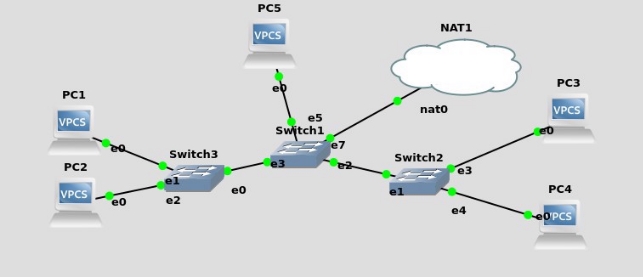 PC5
VPCS
e0
NAT1
nat0
PC1
VPCS
e0
PC2
VPCS
e0
Switch3
e1
e2
e0
Switch1
e5
e7
e3
e2
Switch2
e1
e3
e4
PC3
VPCS
e0
PC4
VPCS
e0